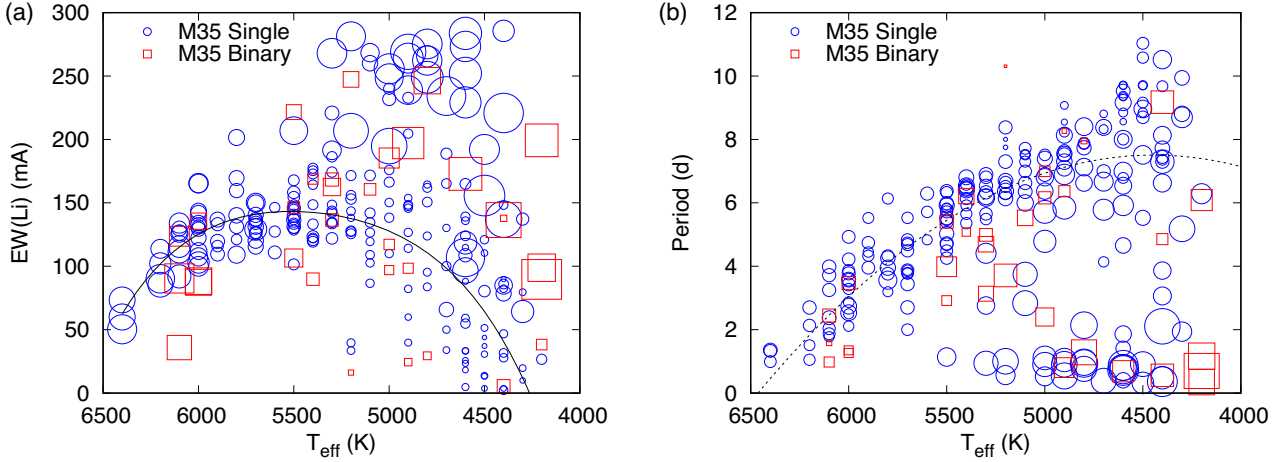 (a)
EW(Li) (mA)
300
250
200
150
100
50
0
M35 Single
M35 Binary
6500 6000 5500 5000 4500 4000
T_eff (K)
(b)
Period (d)
12
10
8
6
4
2
0
M35 Single
M35 Binary
6500 6000 5500 5000 4500 4000
T_eff (K)